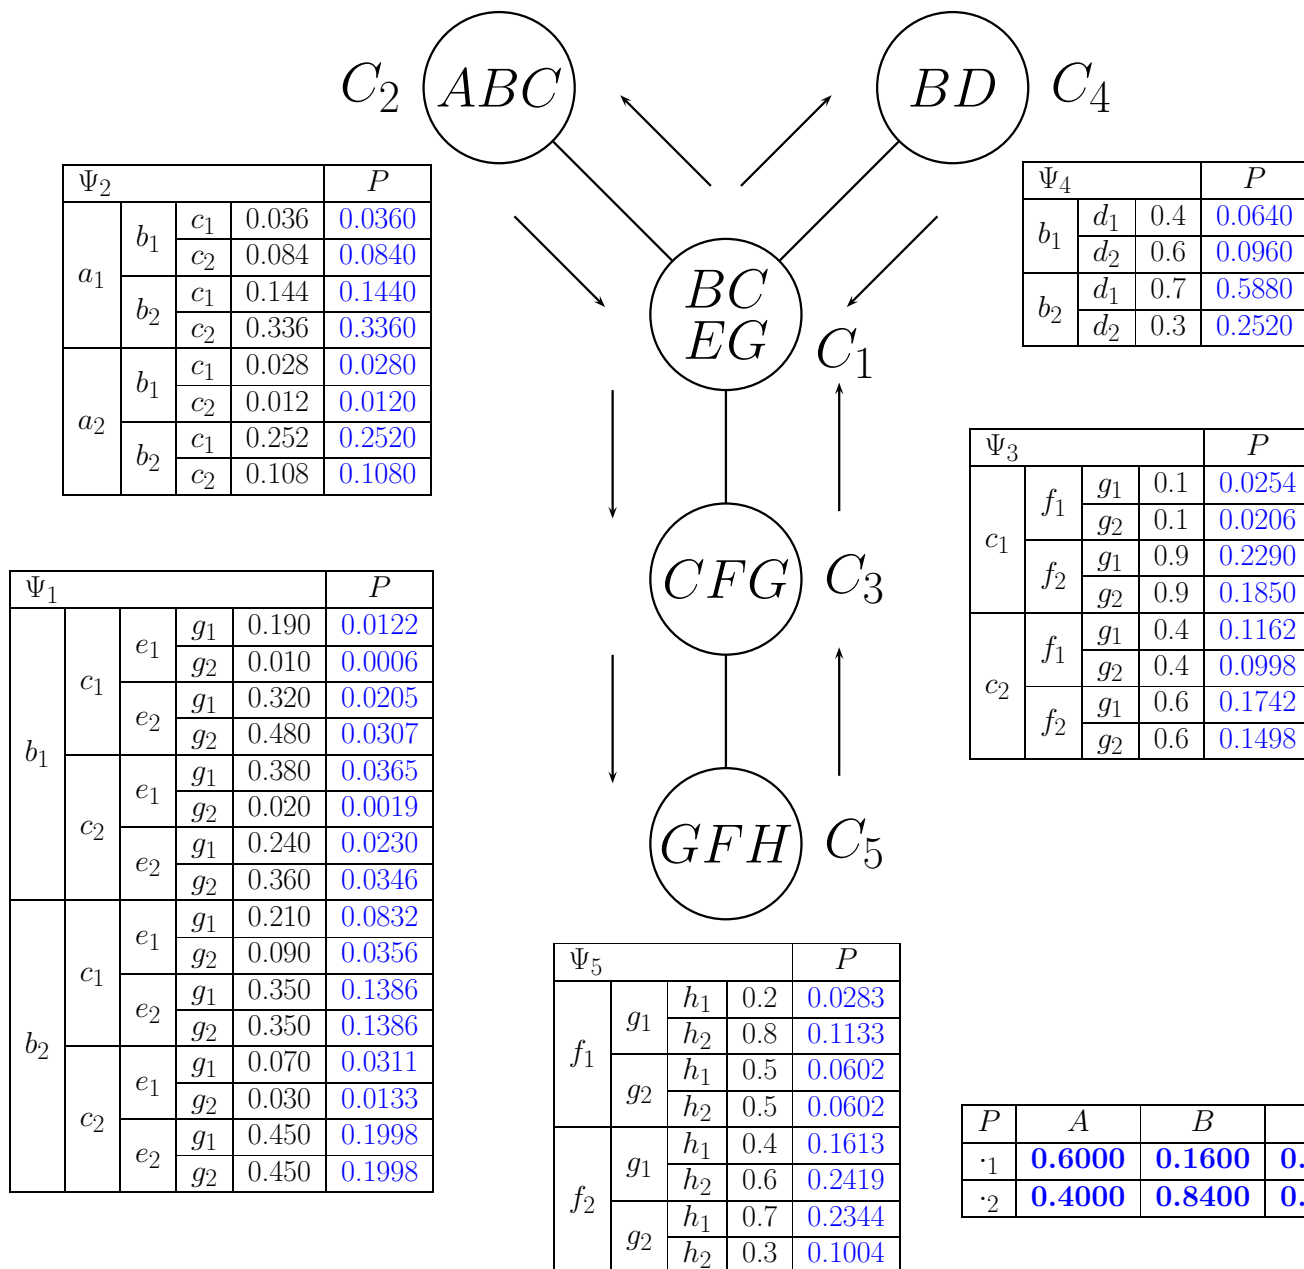 C2 ABC BD C4
Ψ2 P
a1 b1 c1 0.036 0.0360
c2 0.084 0.0840
b2 c1 0.144 0.1440
c2 0.336 0.3360
a2 b1 c1 0.028 0.0280
c2 0.012 0.0120
b2 c1 0.252 0.2520
c2 0.108 0.1080
Ψ4 P
b1 d1 0.4 0.0640
d2 0.6 0.0960
b2 d1 0.7 0.5880
d2 0.3 0.2520
BC
EG
C1
Ψ3 P
c1 f1 g1 0.1 0.0254
g2 0.1 0.0206
f2 g1 0.9 0.2290
g2 0.9 0.1850
c2 f1 g1 0.4 0.1162
g2 0.4 0.0998
f2 g1 0.6 0.1742
g2 0.6 0.1498
CFG C3
Ψ1 P
b1 c1 e1 g1 0.190 0.0122
g2 0.010 0.0006
e2 g1 0.320 0.0205
g2 0.480 0.0307
c2 e1 g1 0.380 0.0365
g2 0.020 0.0019
e2 g1 0.240 0.0230
g2 0.360 0.0346
b2 c1 e1 g1 0.210 0.0832
g2 0.090 0.0356
e2 g1 0.350 0.1386
g2 0.350 0.1386
c2 e1 g1 0.070 0.0311
g2 0.030 0.0133
e2 g1 0.450 0.1998
g2 0.450 0.1998
GFH C5
Ψ5 P
f1 g1 h1 0.2 0.0283
h2 0.8 0.1133
g2 h1 0.5 0.0602
h2 0.5 0.0602
f2 g1 h1 0.4 0.1613
h2 0.6 0.2419
g2 h1 0.7 0.2344
h2 0.3 0.1004
P A B
·1 0.6000 0.1600 0.
·2 0.4000 0.8400 0.